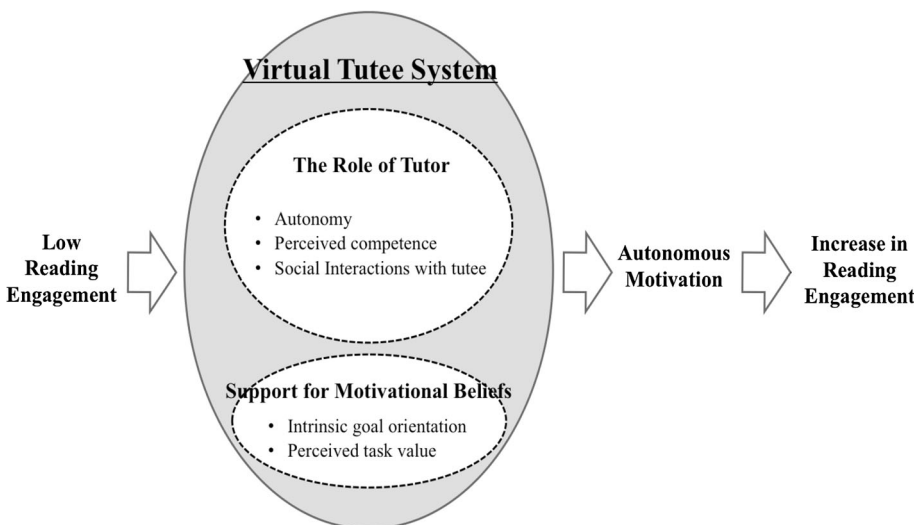 Virtual Tutee System
The Role of Tutor
• Autonomy
• Perceived competence
• Social Interactions with tutee
Low
Reading
Engagement
Autonomous
Motivation
Increase in
Reading
Engagement
Support for Motivational Beliefs
• Intrinsic goal orientation
• Perceived task value